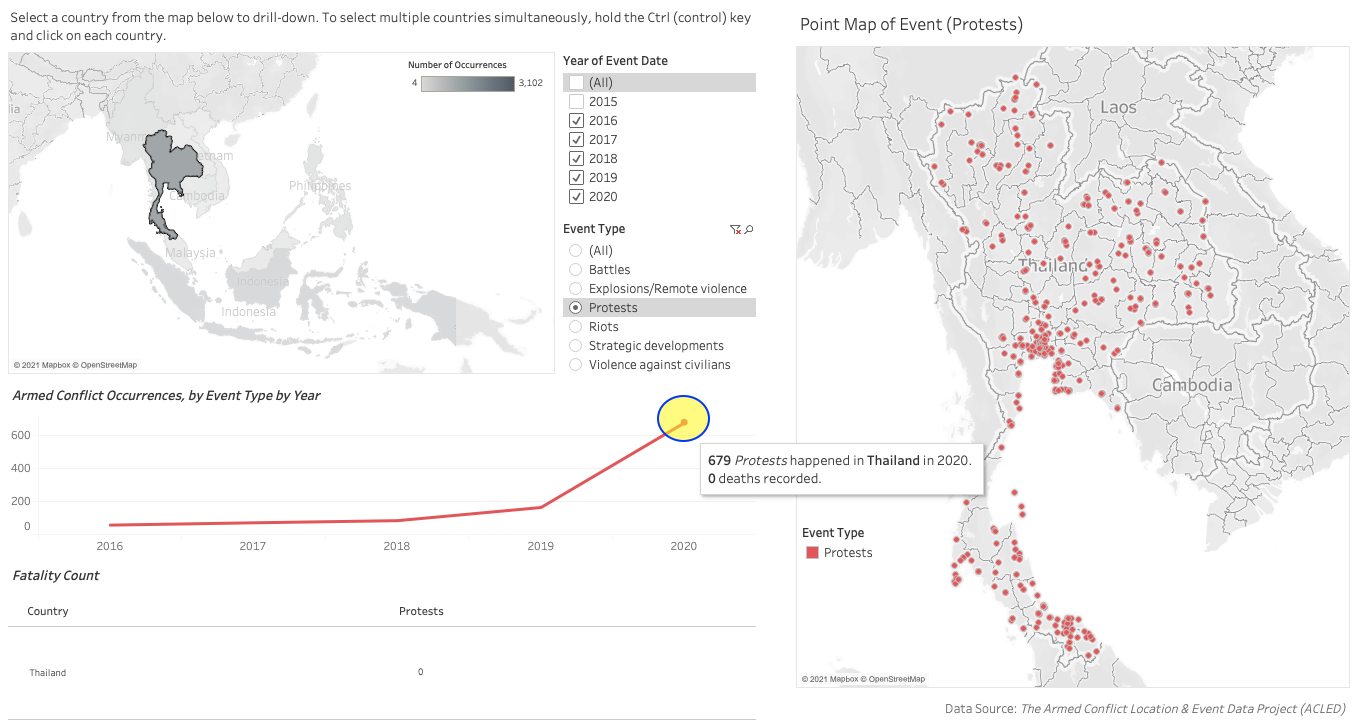 Select a country from the map below to drill-down. To select multiple countries simultaneously, hold the Ctrl (control) key
and click on each country.
Number of Occurrences
4
3,102
Myanm
etnam
Cambodia
Philippines
Malaysia
Indonesia
Indonesia
ia
© 2021 Mapbox © OpenStreetMap
Year of Event Date
(All)
2015
2016
2017
2018
2019
2020
Event Type
(All)
Battles
Explosions/Remote violence
Protests
Riots
Strategic developments
Violence against civilians
Armed Conflict Occurrences, by Event Type by Year
600
400
200
0
2016
2017
2018
2019
2020
679 Protests happened in Thailand in 2020.
0 deaths recorded.
Fatality Count
Country
Protests
Thailand
0
Point Map of Event (Protests)
Laos
Thailand
Cambodia
Event Type
Protests
© 2021 Mapbox © OpenStreetMap
Data Source: The Armed Conflict Location & Event Data Project (ACLED)